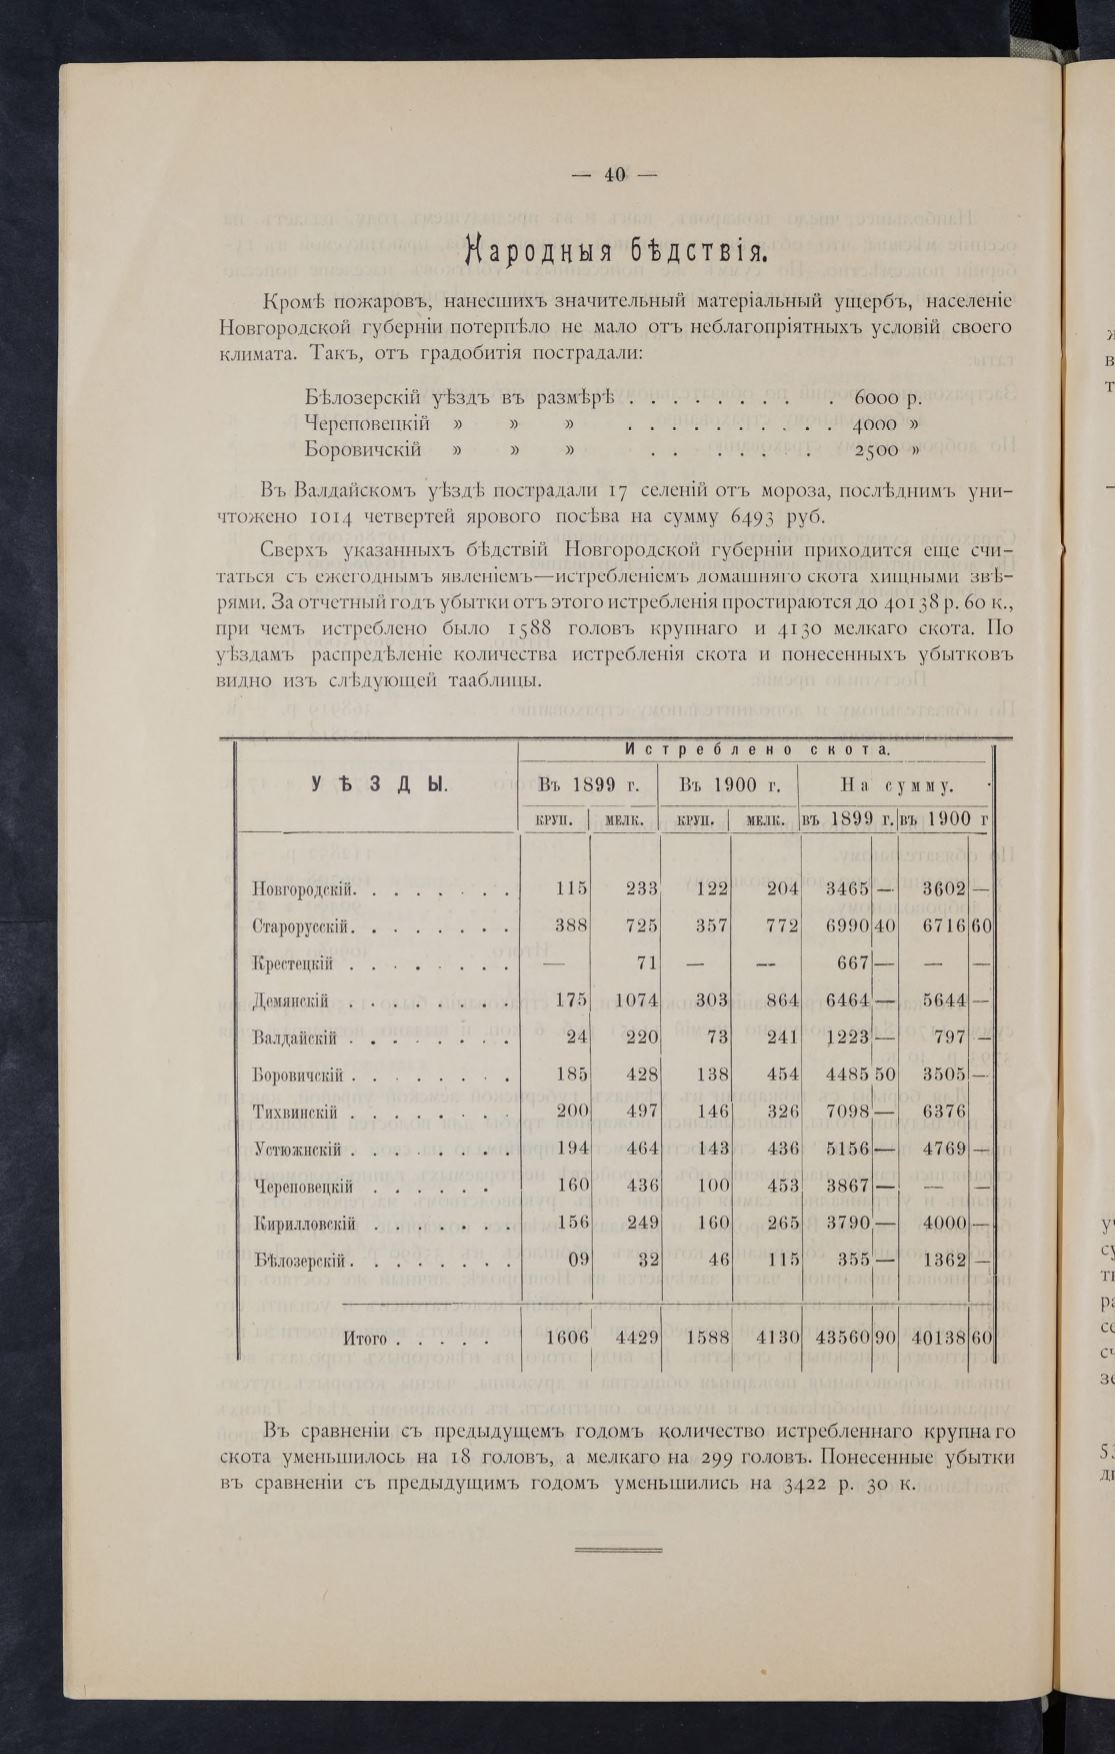 — 40 —
Народныя бѣдствія.
Кромѣ пожаровъ, нанесшихъ значительный матеріальный ущербъ, населеніе
Новгородской губерніи потерпѣло не мало отъ неблагопріятныхъ условій своего
климата. Такъ, отъ градобитія пострадали:
Бѣлозерскій уѣздъ въ размѣрѣ . . . . . . . . . 6000 р.
Череповецкій » » » . . . . . . . . . . 4000 »
Боровичскій » » » . . . . . . . 2500 »
Въ Валдайскомъ уѣздѣ пострадали 17 селеній отъ мороза, послѣднимъ уни-
чтожено 1014 четвертей ярового посѣва на сумму 6493 руб.
Сверхъ указанныхъ бѣдствій Новгородской губерніи приходится еще счи-
таться съ ежегоднымъ явленіемъ—истребленіемъ домашняго скота хищными звѣ-
рями. За отчетный годъ убытки отъ этого истребленія простираются до 40138 р. 60 к.,
при чемъ истреблено было 1588 головъ крупнаго и 4130 мелкаго скота. По
уѣздамъ распредѣленіе количества истребленія скота и понесенныхъ убытковъ
видно изъ слѣдующей тааблицы.
УѢЗДЫ. Истреблено скота.
Въ 1899 г. Въ 1900 г. На сумму.
круп. мелк. круп. мелк. въ 1899 г. въ 1900 г
Новгородскій. . . . . . . . 115 233 122 204 3465 — 3602 —
Старорусскій. . . . . . . . 388 725 357 772 6990 40 6716 60
Крестецкій . . . . . . . . — 71 — — 667 — — —
Демянскій . . . . . . . . 175 1074 303 864 6464 — 5644 —
Валдайскій . . . . . . . . 24 220 73 241 1223 — 797 —
Боровичскій . . . . . . . . 185 428 138 454 4485 50 3505 —
Тихвинскій . . . . . . . . 200 497 146 326 7098 — 6376
Устюжнскій . . . . . . . . 194 464 143 436 5156 — 4769 —
Череповецкій . . . . . . 160 436 100 453 3867 — — —
Кирилловскій . . . . . . . 156 249 160 265 3790 — 4000 —
Бѣлозерскій . . . . . . . . 09 32 46 115 355 — 1362 —
Итого . . . . . 1606 4429 1588 4130 43560 90 40138 60
Въ сравненіи съ предыдущемъ годомъ количество истребленнаго крупнаго
скота уменьшилось на 18 головъ, а мелкаго на 299 головъ. Понесенные убытки
въ сравненіи съ предыдущимъ годомъ уменьшились на 3422 р. 30 к.